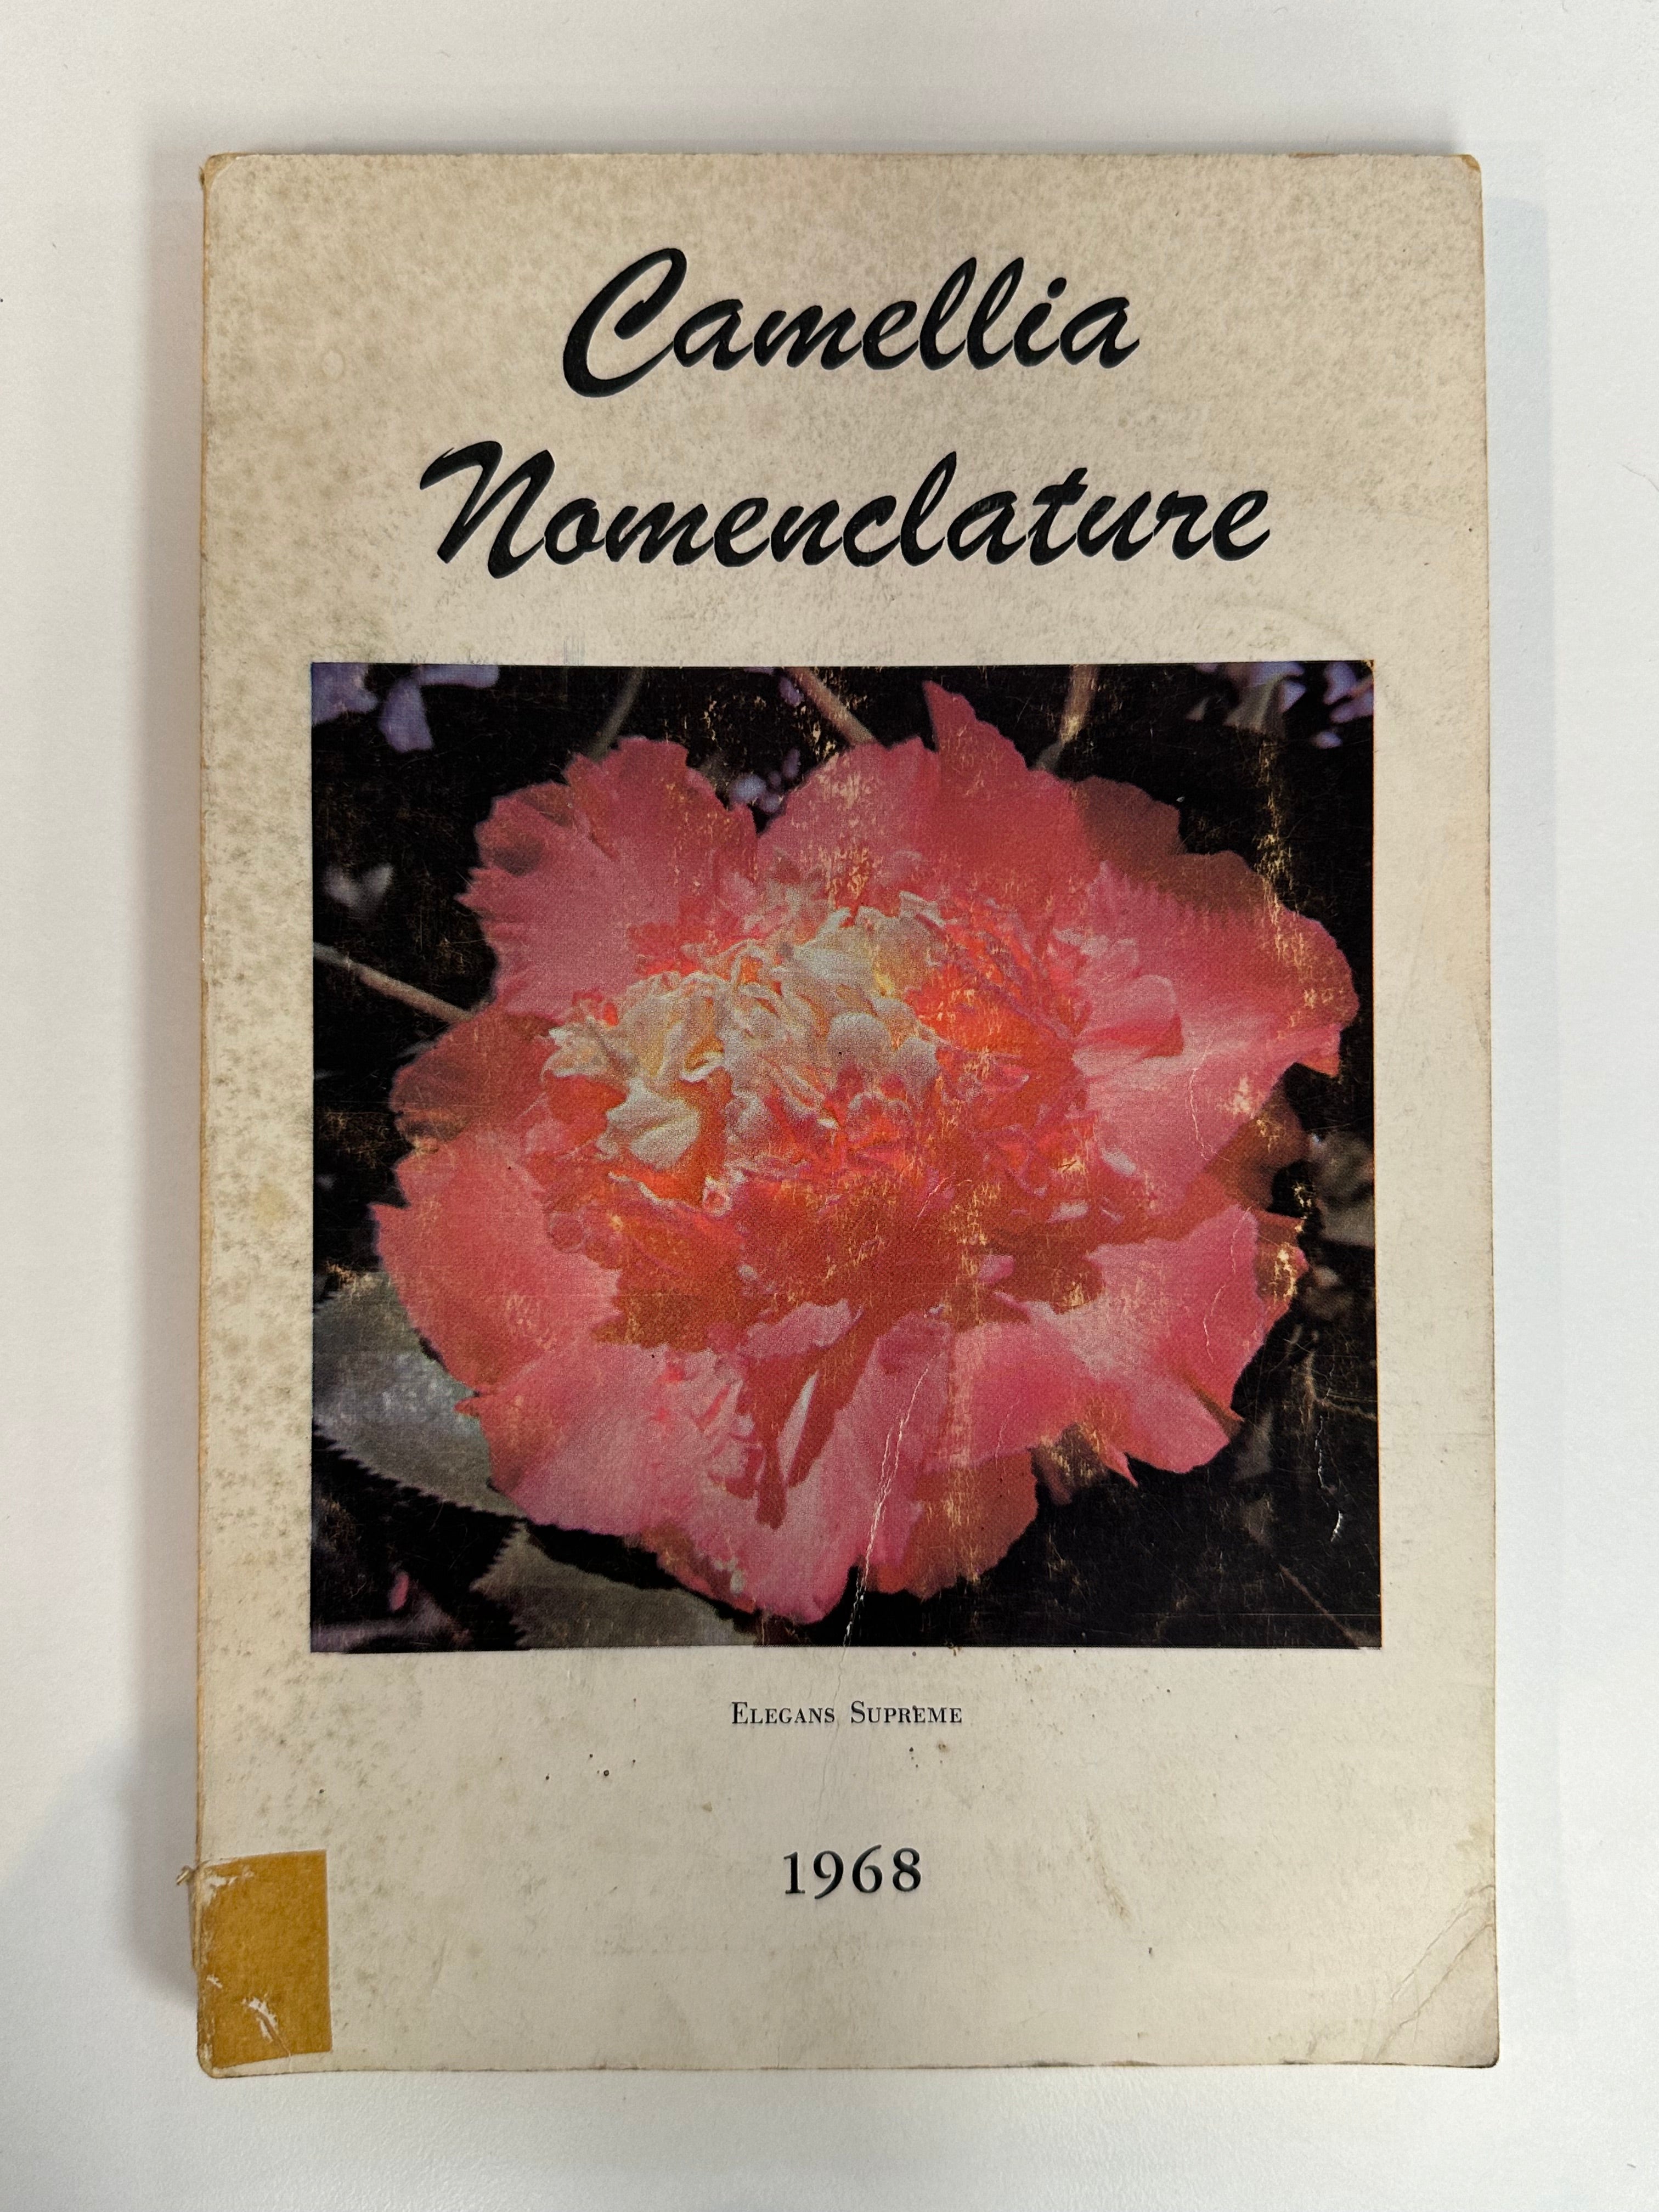 Camellia
Nomenclature
Elegans Supreme
1968